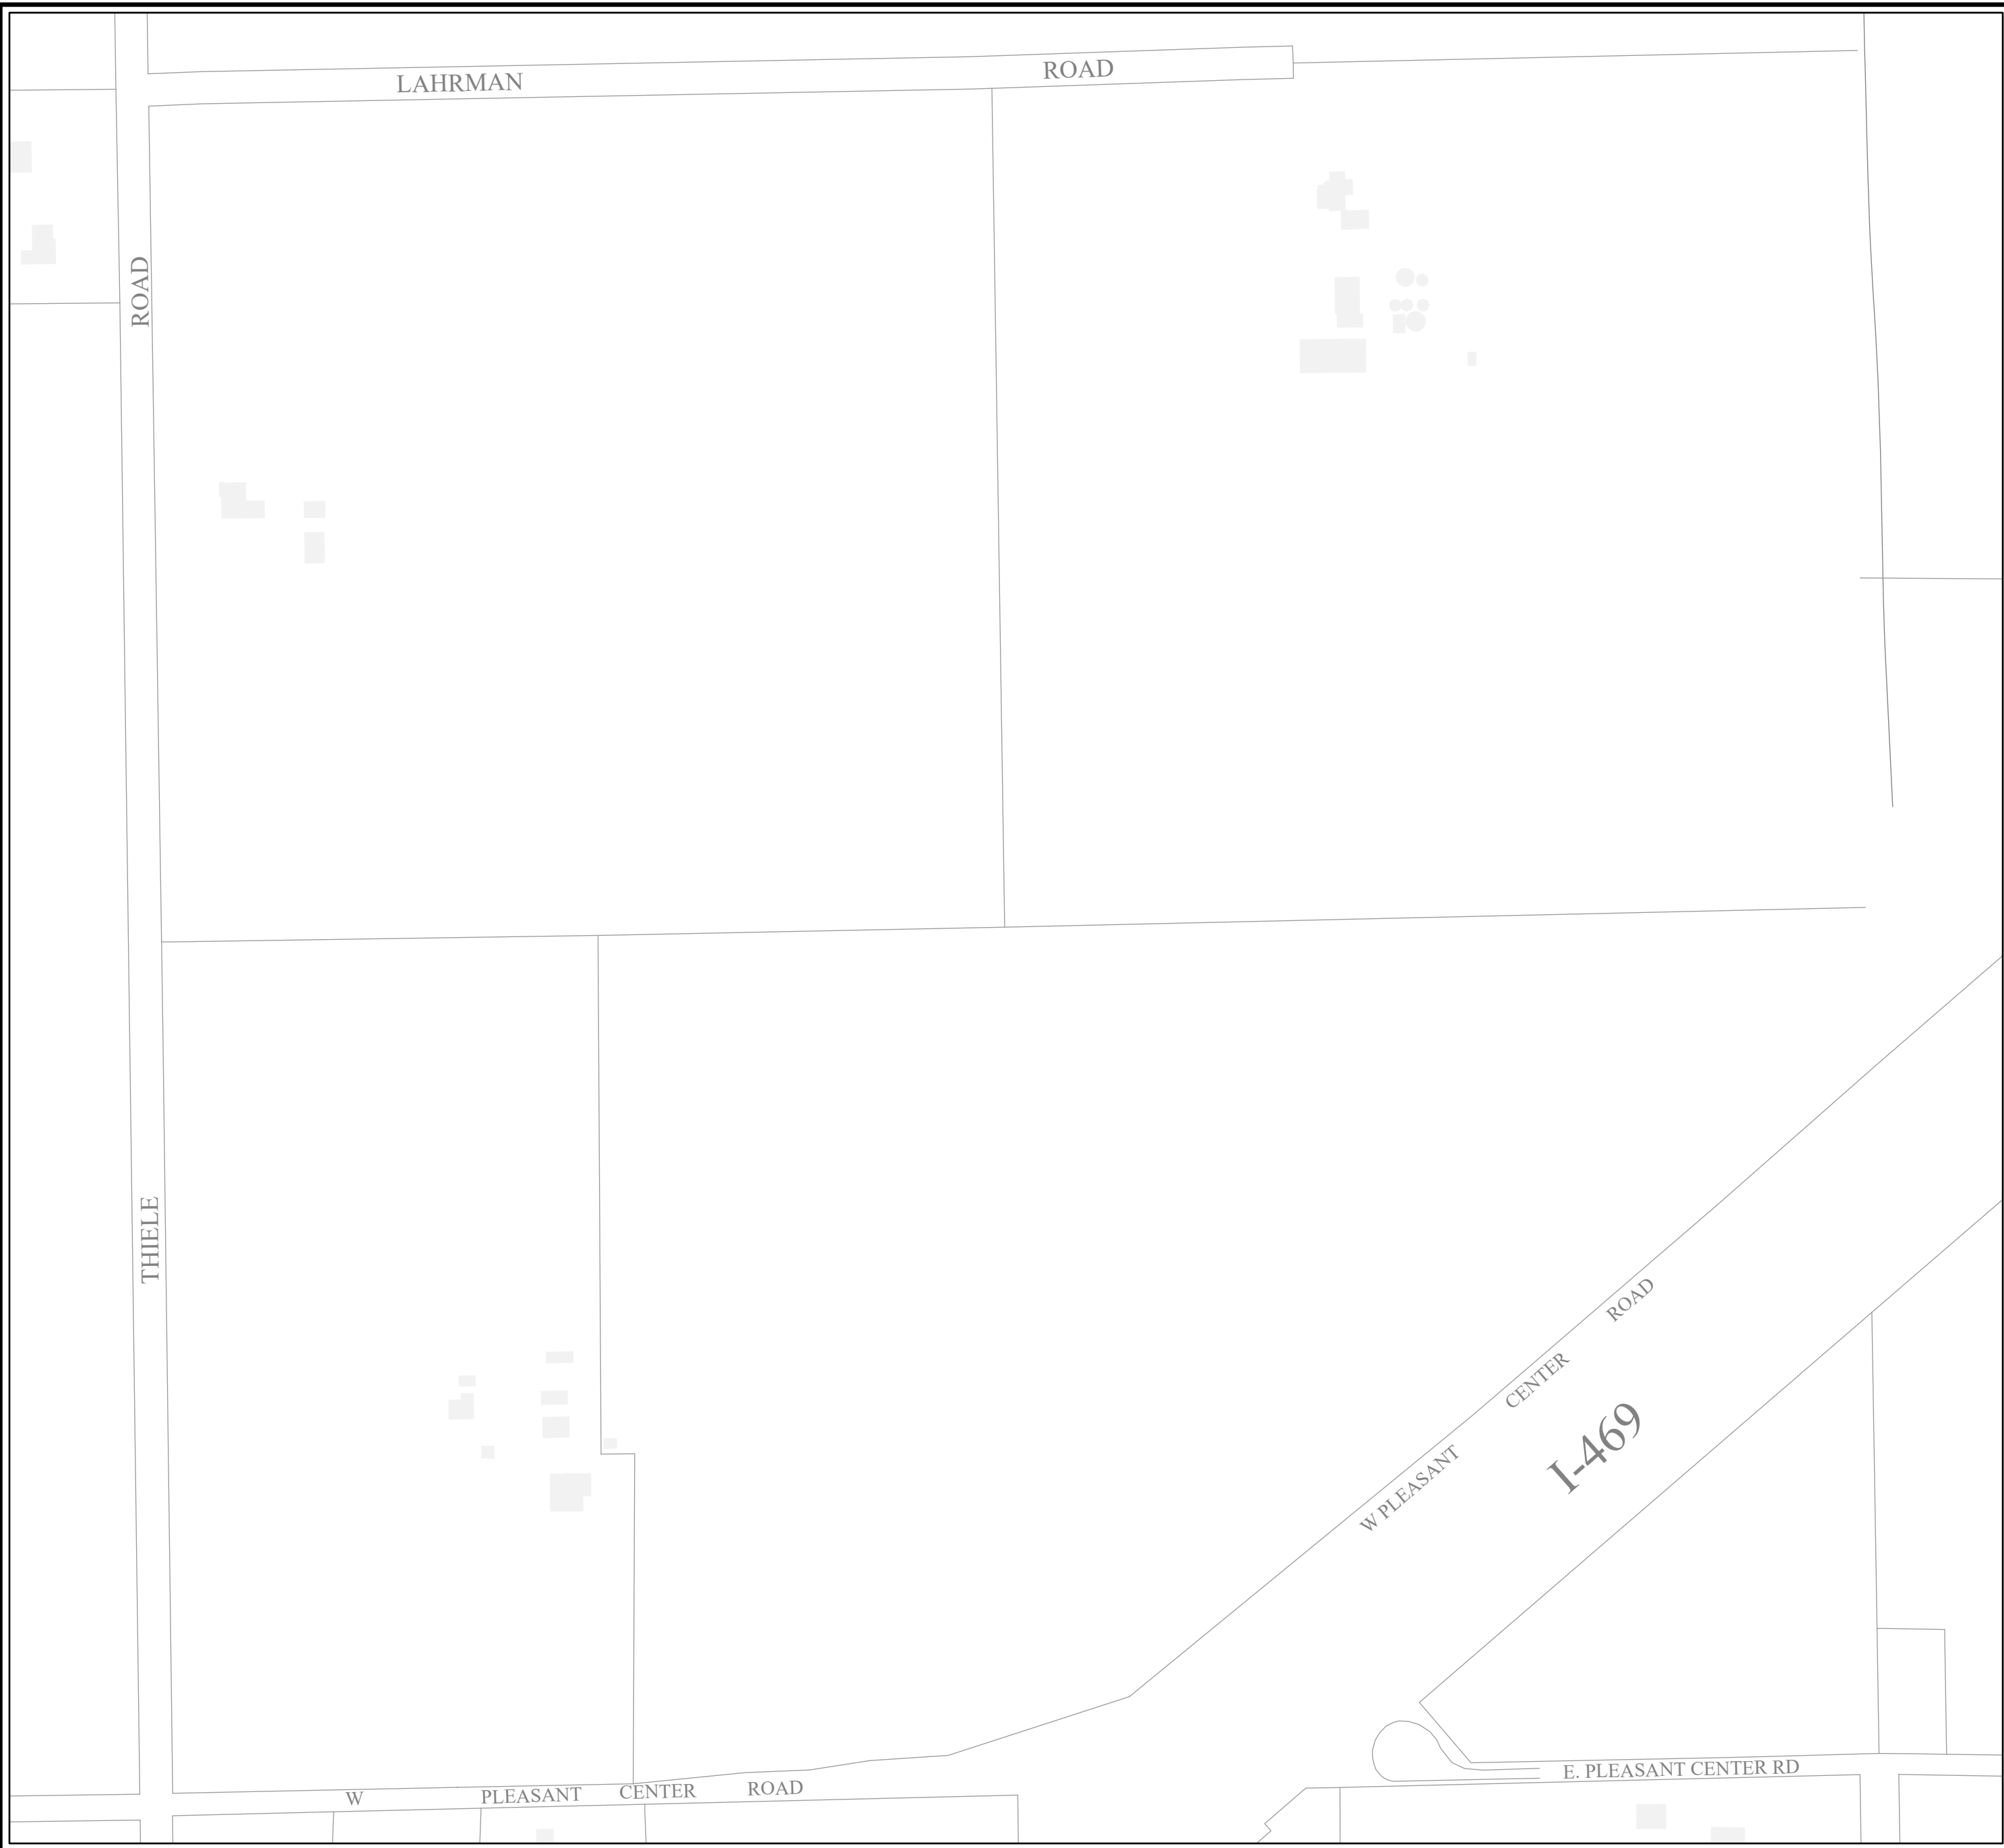 LAHRMAN ROAD
ROAD
THIELE
W PLEASANT CENTER ROAD
I-469
W PLEASANT CENTER ROAD
E. PLEASANT CENTER RD